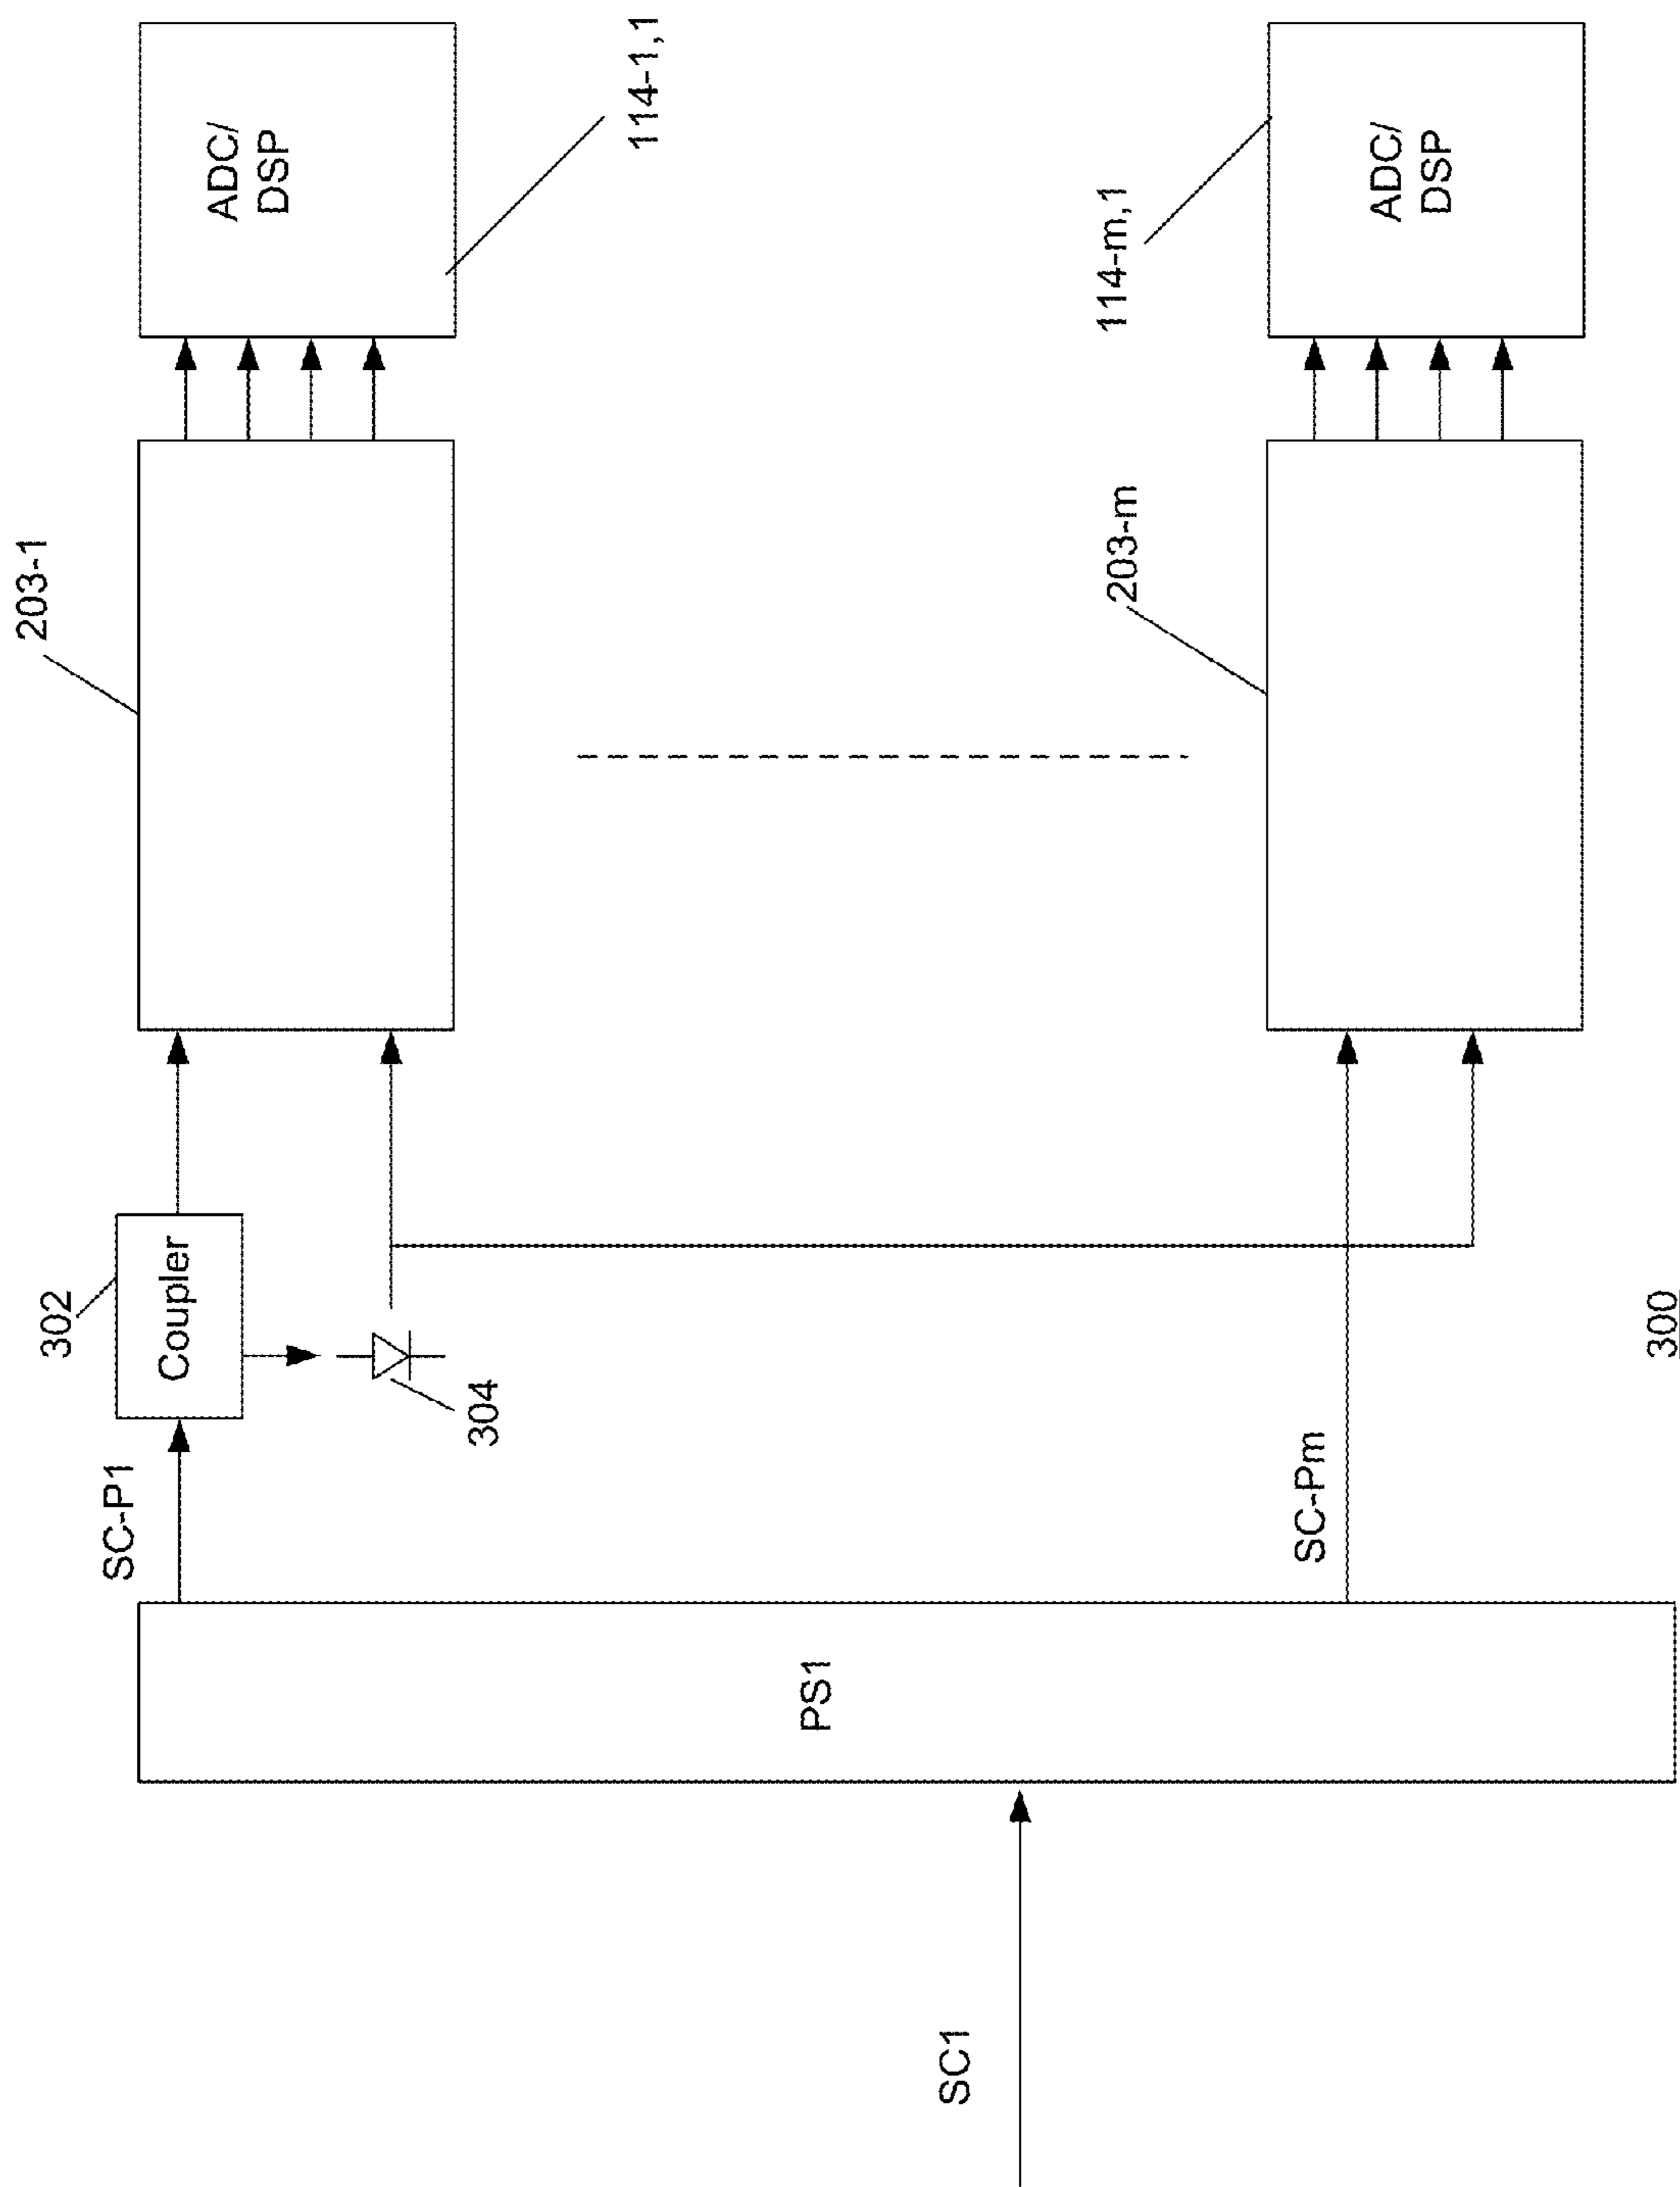 203-1
302
Coupler
SC-P1
304
ADC/
DSP
114-1,1
PS1
SC1
203-m
114-m,1
ADC/
DSP
SC-Pm
300